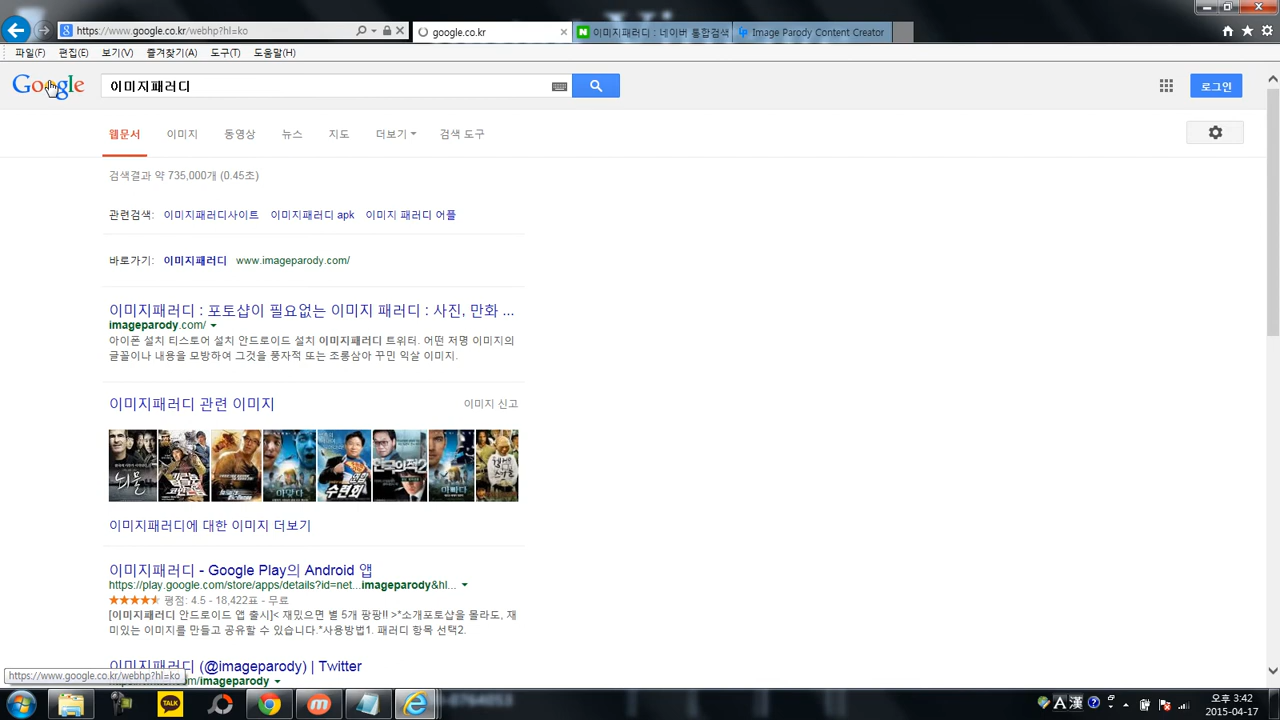 https://www.google.co.kr/webhp?hl=ko
google.co.kr
이미지패러디 : 네이버 통합검색
Image Parody Content Creator
파일(F) 편집(E) 보기(V) 즐겨찾기(A) 도구(T) 도움말(H)
Google
이미지패러디
로그인
웹문서 이미지 동영상 뉴스 지도 더보기 검색 도구
검색결과 약 735,000개 (0.45초)
관련검색: 이미지패러디사이트 이미지패러디 apk 이미지 패러디 어플
바로가기: 이미지패러디 www.imageparody.com/
이미지패러디 : 포토샵이 필요없는 이미지 패러디 : 사진, 만화 ...
imageparody.com/
아이폰 설치 티스토어 설치 안드로이드 설치 이미지패러디 트위터. 어떤 저명 이미지의
글꼴이나 내용을 모방하여 그것을 풍자적 또는 조롱삼아 꾸민 익살 이미지.
이미지패러디 관련 이미지
이미지 신고
뇌물
수현희
인국의적2
이미지패러디에 대한 이미지 더보기
이미지패러디 - Google Play의 Android 앱
https://play.google.com/store/apps/details?id=net...imageparody&hl...
평점: 4.5 - 18,422표 - 무료
[이미지패러디 안드로이드 앱 출시]< 재밌으면 별 5개 팡팡!! >*소개포토샵을 몰라도, 재
미있는 이미지를 만들고 공유할 수 있습니다.*사용방법1. 패러디 항목 선택2.
이미지패러디 (@imageparody) | Twitter
https://www.google.co.kr/webhp?hl=ko
imageparody
TALK
A 漢
오후 3:42
2015-04-17